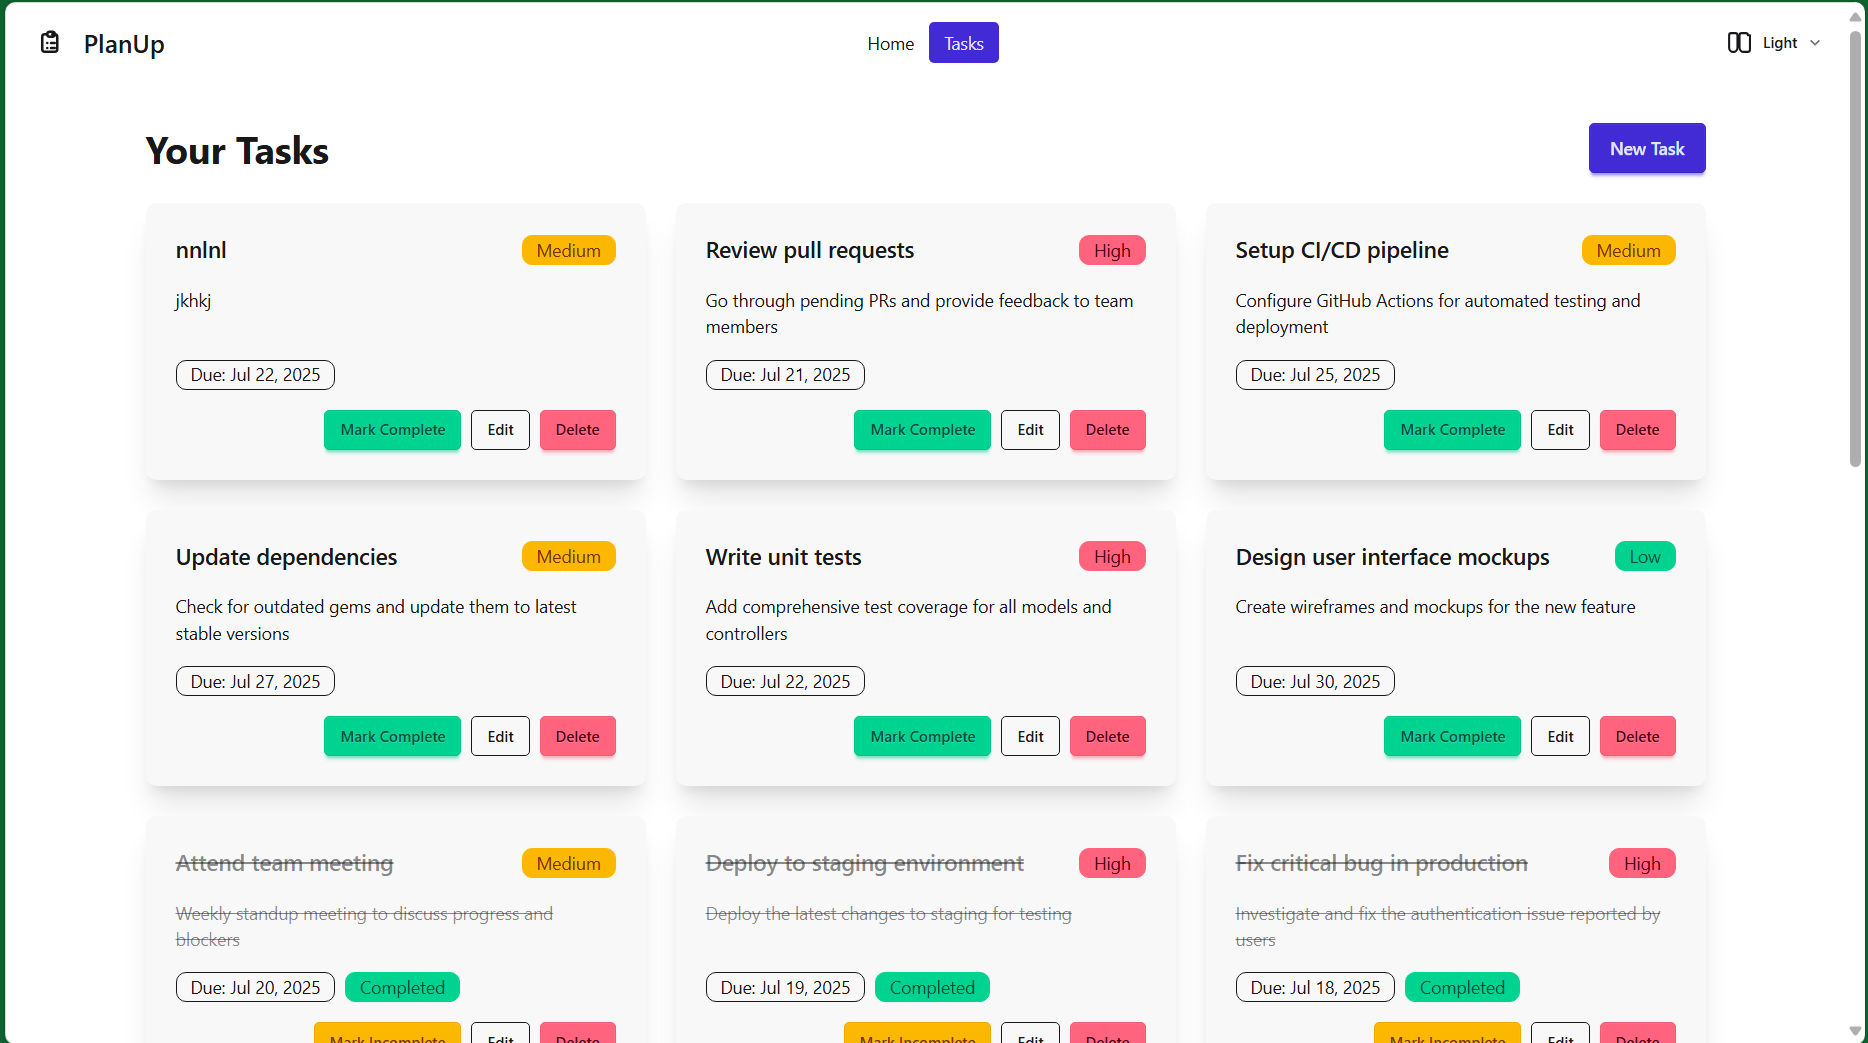 PlanUp
Home
Tasks
Light
Your Tasks
New Task
nnlnl
Medium
jkhkj
Due: Jul 22, 2025
Mark Complete
Edit
Delete
Review pull requests
High
Go through pending PRs and provide feedback to team
members
Due: Jul 21, 2025
Mark Complete
Edit
Delete
Setup CI/CD pipeline
Medium
Configure GitHub Actions for automated testing and
deployment
Due: Jul 25, 2025
Mark Complete
Edit
Delete
Update dependencies
Medium
Check for outdated gems and update them to latest
stable versions
Due: Jul 27, 2025
Mark Complete
Edit
Delete
Write unit tests
High
Add comprehensive test coverage for all models and
controllers
Due: Jul 22, 2025
Mark Complete
Edit
Delete
Design user interface mockups
Low
Create wireframes and mockups for the new feature
Due: Jul 30, 2025
Mark Complete
Edit
Delete
Attend team meeting
Medium
Weekly standup meeting to discuss progress and
blockers
Due: Jul 20, 2025
Completed
Mark Incomplete
Edit
Delete
Deploy to staging environment
High
Deploy the latest changes to staging for testing
Due: Jul 19, 2025
Completed
Mark Incomplete
Edit
Delete
Fix critical bug in production
High
Investigate and fix the authentication issue reported by
users
Due: Jul 18, 2025
Completed
Mark Incomplete
Edit
Delete